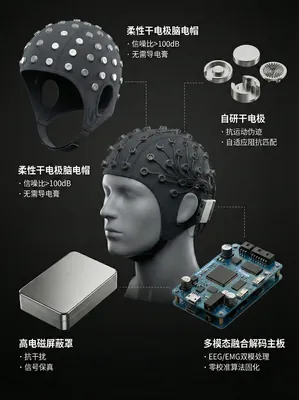 柔性干电极脑电帽
・信噪比>100dB
・无需导电膏
自研干电极
・抗运动伪迹
・自适应阻抗匹配
柔性干电极脑电帽
・信噪比>100dB
・无需导电膏
高电磁屏蔽罩
・抗干扰
・信号保真
多模态融合解码主板
・EEG/EMG双模处理
・零校准算法固化